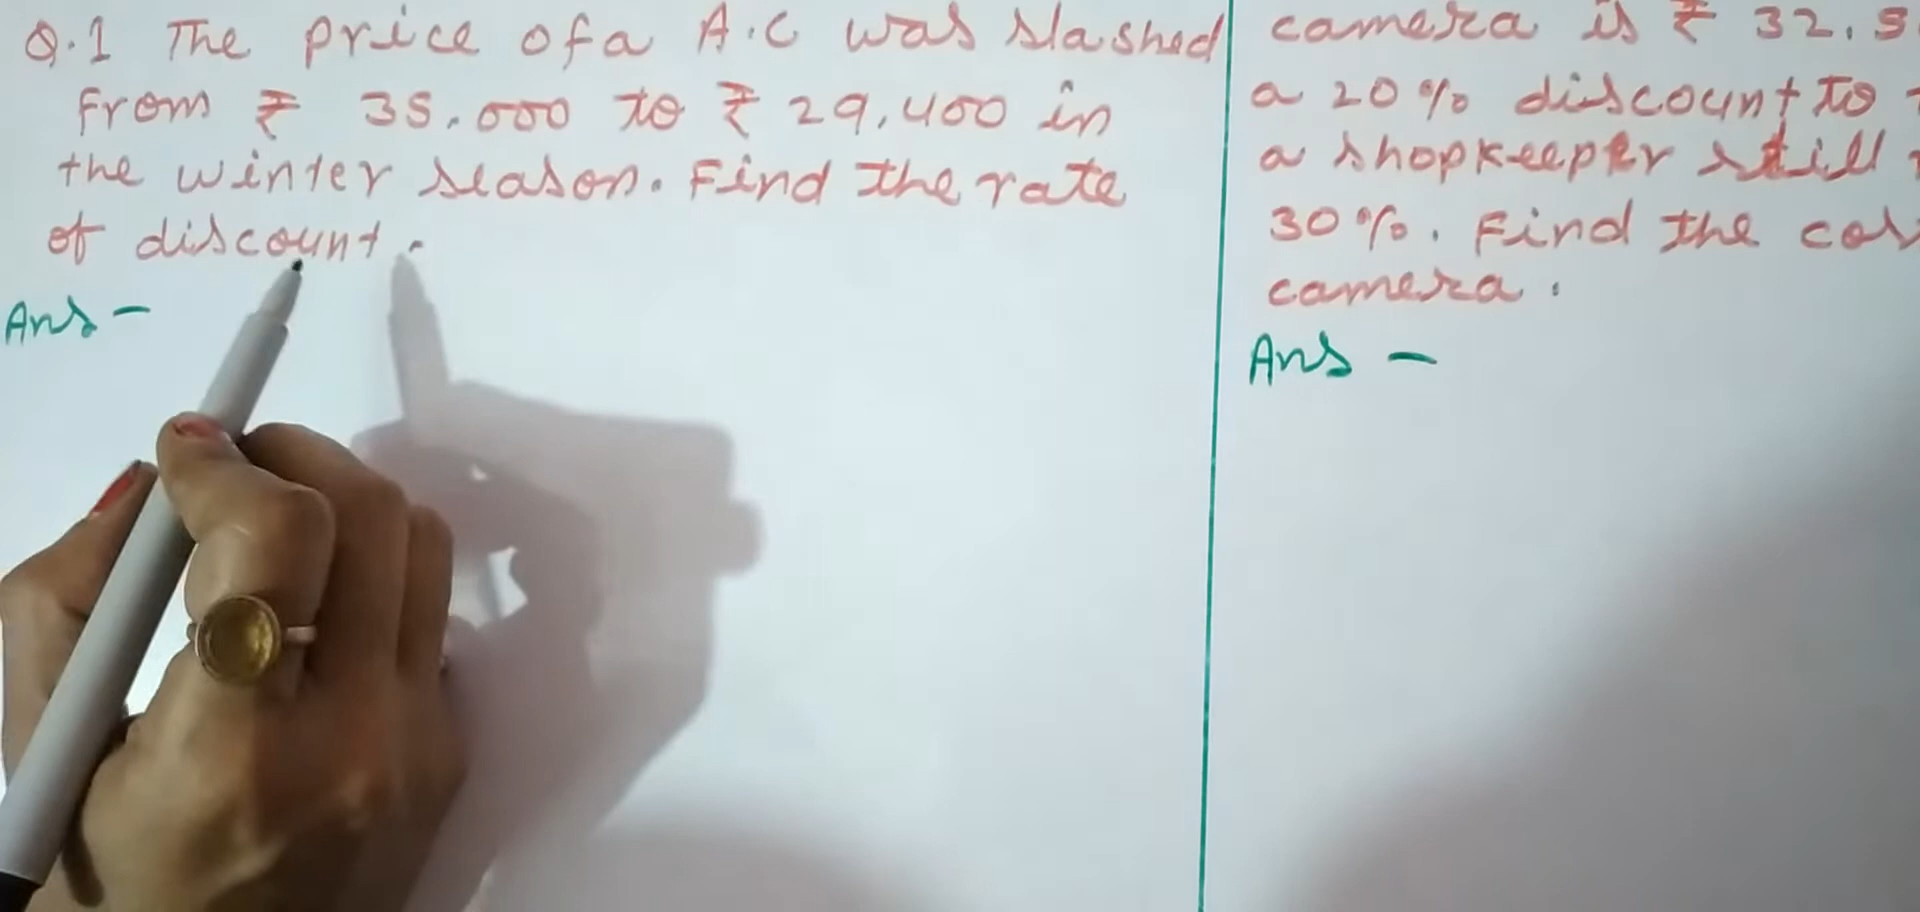 Q.1 The price of a A.C was slashed
from ₹ 35,000 to ₹ 29,400 in
the winter season. Find the rate
of discount.
Ans -
camera is ₹ 32,5
a 20% discount to
a shopkeeper still
30%. Find the
camera.
Ans -